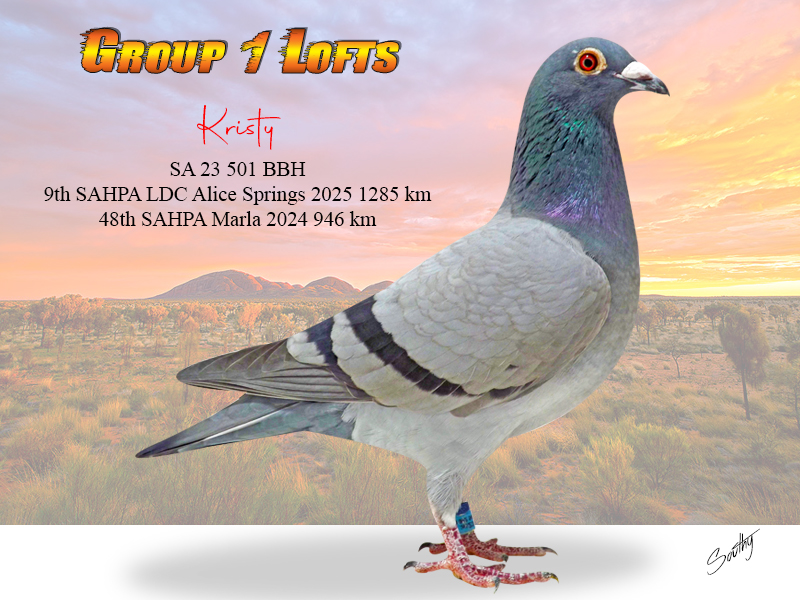 Group 1 Lofts
Kristy
SA 23 501 BBH
9th SAHPA LDC Alice Springs 2025 1285 km
48th SAHPA Marla 2024 946 km
Southy